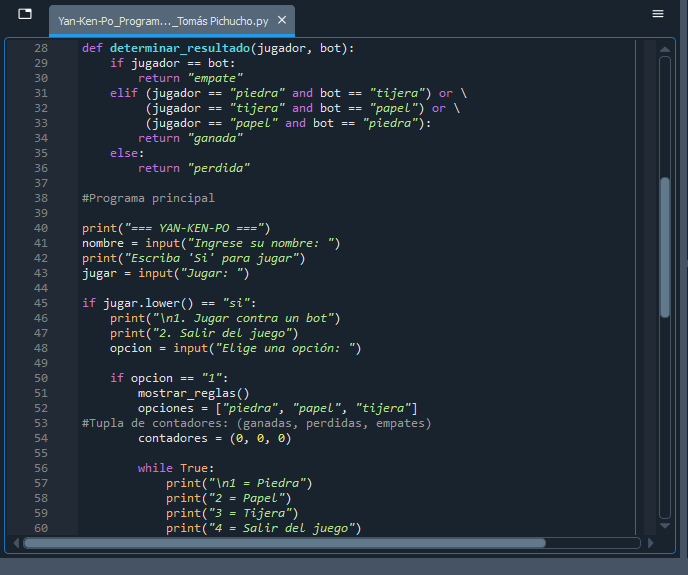 Yan-Ken-Po_Program..._Tomás Pichucho.py
28 def determinar_resultado(jugador, bot):
29     if jugador == bot:
30         return "empate"
31     elif (jugador == "piedra" and bot == "tijera") or \
32          (jugador == "tijera" and bot == "papel") or \
33          (jugador == "papel" and bot == "piedra"):
34         return "ganada"
35     else:
36         return "perdida"
37
38 #Programa principal
39
40 print("=== YAN-KEN-PO ===")
41 nombre = input("Ingrese su nombre: ")
42 print("Escriba 'Si' para jugar")
43 jugar = input("Jugar: ")
44
45 if jugar.lower() == "si":
46     print("\n1. Jugar contra un bot")
47     print("2. Salir del juego")
48     opcion = input("Elige una opción: ")
49
50     if opcion == "1":
51         mostrar_reglas()
52         opciones = ["piedra", "papel", "tijera"]
53 #Tupla de contadores: (ganadas, perdidas, empates)
54         contadores = (0, 0, 0)
55
56         while True:
57             print("\n1 = Piedra")
58             print("2 = Papel")
59             print("3 = Tijera")
60             print("4 = Salir del juego")